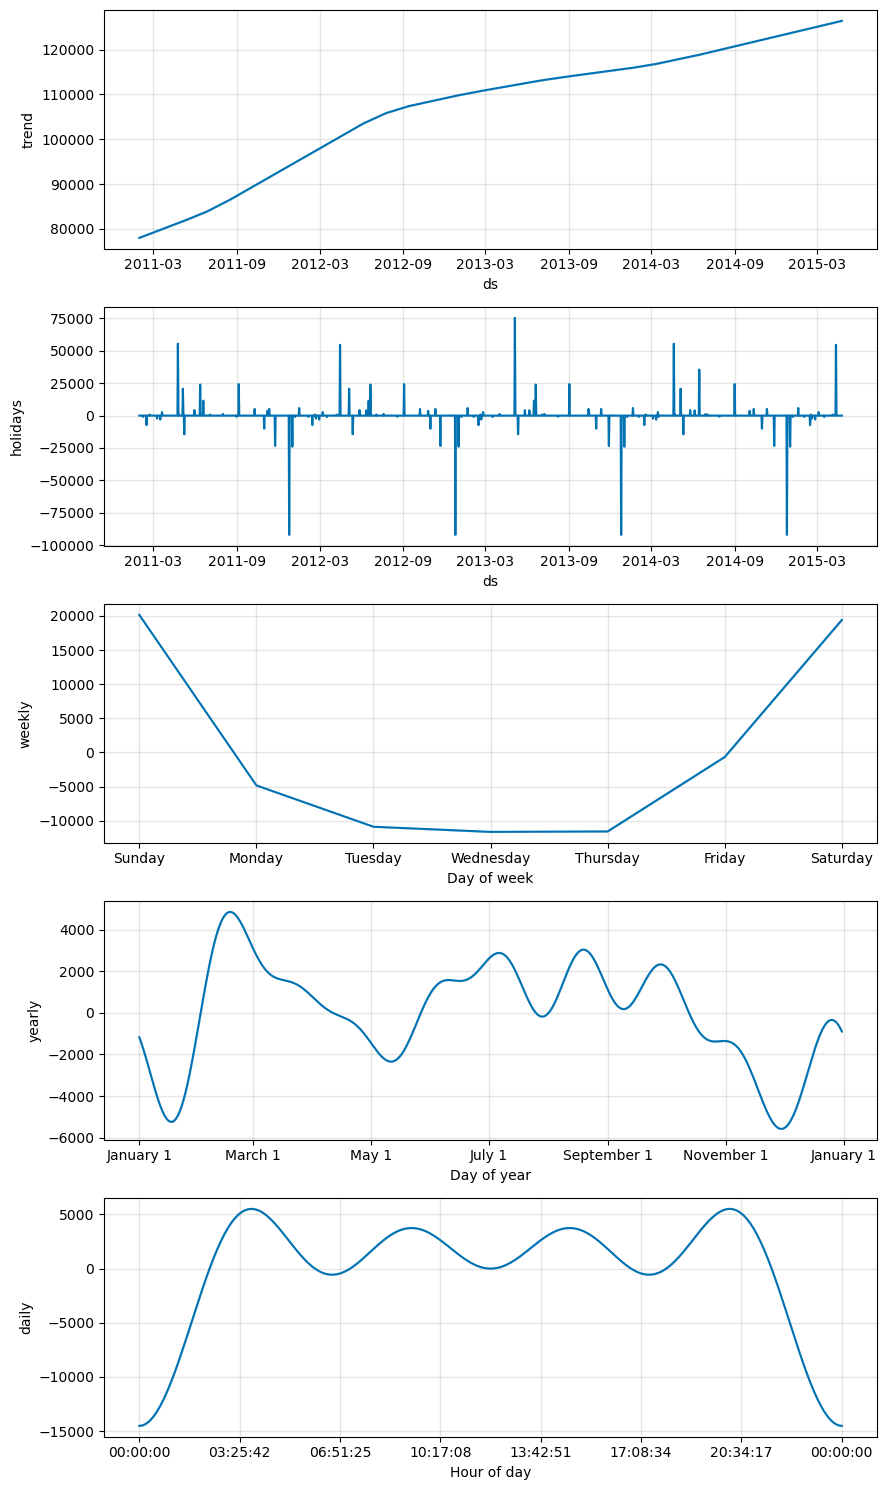 120000
110000
100000
90000
80000
trend
2011-03 2011-09 2012-03 2012-09 2013-03 2013-09 2014-03 2014-09 2015-03
ds
75000
50000
25000
0
−25000
−50000
−75000
−100000
holidays
2011-03 2011-09 2012-03 2012-09 2013-03 2013-09 2014-03 2014-09 2015-03
ds
20000
15000
10000
5000
0
−5000
−10000
weekly
Sunday Monday Tuesday Wednesday Thursday Friday Saturday
Day of week
4000
2000
0
−2000
−4000
−6000
yearly
January 1 March 1 May 1 July 1 September 1 November 1 January 1
Day of year
5000
0
−5000
−10000
−15000
daily
00:00:00 03:25:42 06:51:25 10:17:08 13:42:51 17:08:34 20:34:17 00:00:00
Hour of day